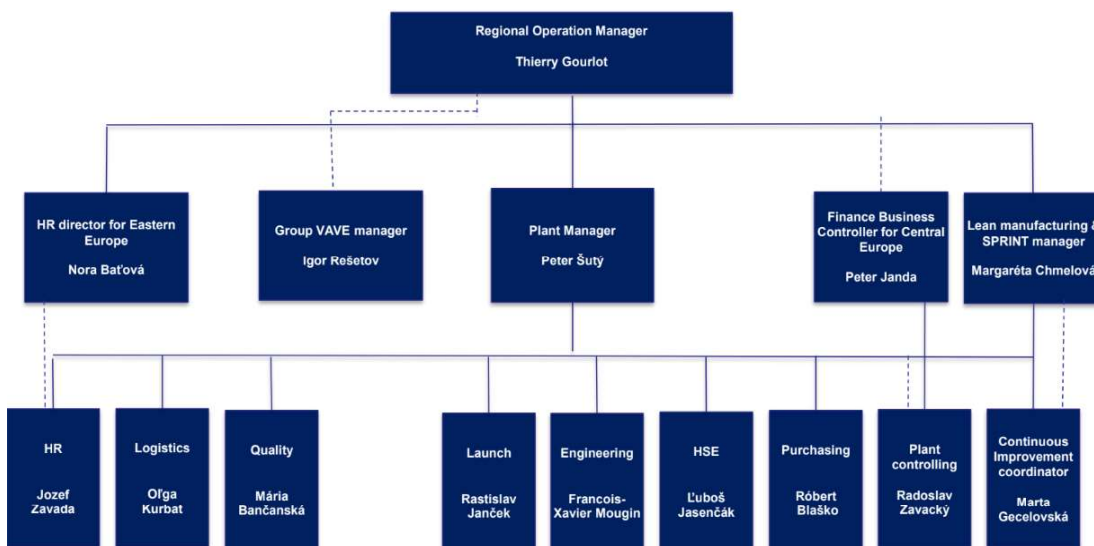 Regional Operation Manager
Thierry Gourlot
HR director for Eastern
Europe
Nora Baťová
Group VAVE manager
Igor Rešetov
Plant Manager
Peter Šutý
Finance Business
Controller for Central
Europe
Peter Janda
Lean manufacturing &
SPRINT manager
Margaréta Chmelová
HR
Jozef
Zavada
Logistics
Oľga
Kurbat
Quality
Mária
Bančanská
Launch
Rastislav
Janček
Engineering
Francois-
Xavier Mougin
HSE
Ľuboš
Jasenčák
Purchasing
Róbert
Blaško
Plant
controlling
Radoslav
Zavacký
Continuous
Improvement
coordinator
Marta
Gecelovská